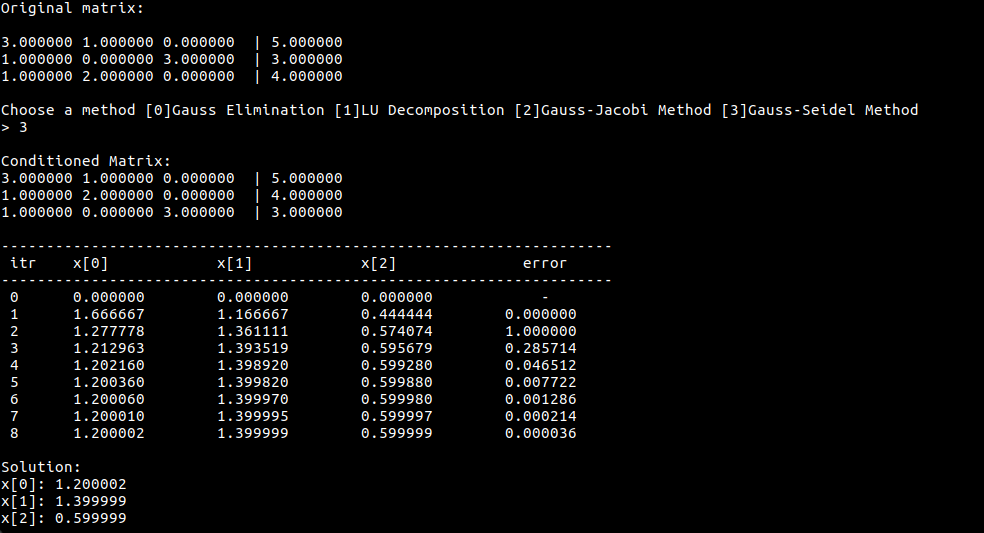 Original matrix:
3.000000 1.000000 0.000000  | 5.000000
1.000000 0.000000 3.000000  | 3.000000
1.000000 2.000000 0.000000  | 4.000000
Choose a method [0]Gauss Elimination [1]LU Decomposition [2]Gauss-Jacobi Method [3]Gauss-Seidel Method
> 3
Conditioned Matrix:
3.000000 1.000000 0.000000  | 5.000000
1.000000 2.000000 0.000000  | 4.000000
1.000000 0.000000 3.000000  | 3.000000
--------------------------------------------------------------------
itr    x[0]            x[1]            x[2]              error
--------------------------------------------------------------------
0      0.000000        0.000000        0.000000            -
1      1.666667        1.166667        0.444444        0.000000
2      1.277778        1.361111        0.574074        1.000000
3      1.212963        1.393519        0.595679        0.285714
4      1.202160        1.398920        0.599280        0.046512
5      1.200360        1.399820        0.599880        0.007722
6      1.200060        1.399970        0.599980        0.001286
7      1.200010        1.399995        0.599997        0.000214
8      1.200002        1.399999        0.599999        0.000036
Solution:
x[0]: 1.200002
x[1]: 1.399999
x[2]: 0.599999